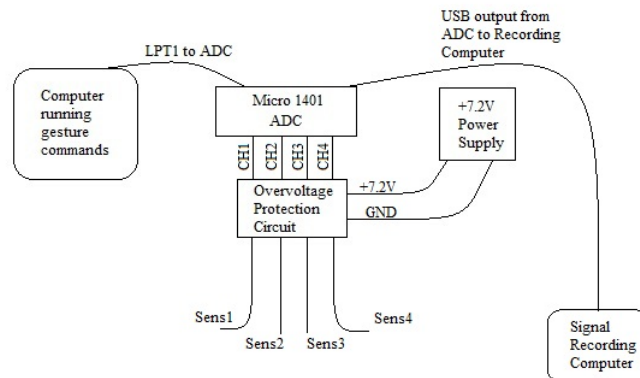 USB output from
ADC to Recording
Computer
LPT1 to ADC
Computer
running
gesture
commands
Micro 1401
ADC
+7.2V
Power
Supply
CH1
CH2
CH3
CH4
Overvoltage
Protection
Circuit
+7.2V
GND
Sens1
Sens2
Sens3
Sens4
Signal
Recording
Computer